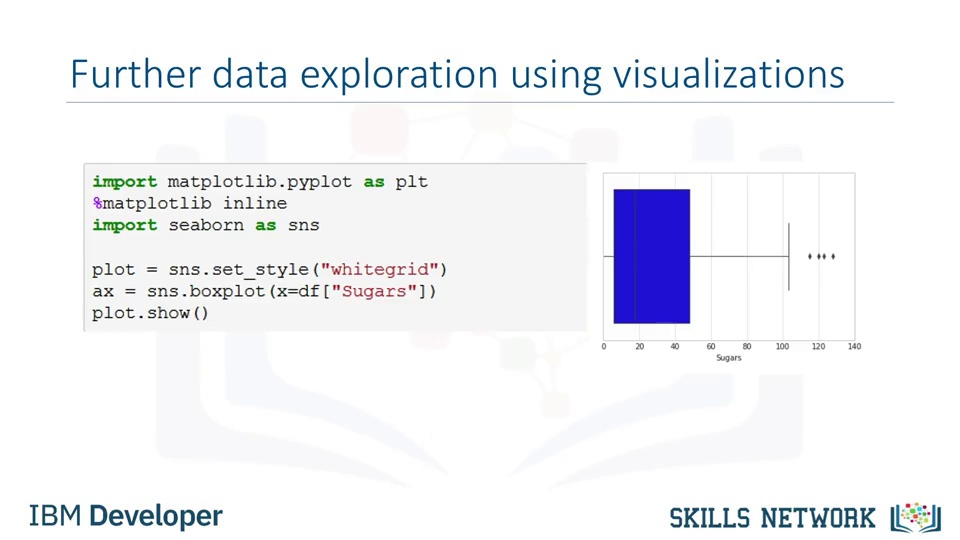 Further data exploration using visualizations
import matplotlib.pyplot as plt
%matplotlib inline
import seaborn as sns
plot = sns.set_style("whitegrid")
ax = sns.boxplot(x=df["Sugars"])
plot.show()
0 20 40 60 80 100 120 140
Sugars
IBM Developer
SKILLS NETWORK